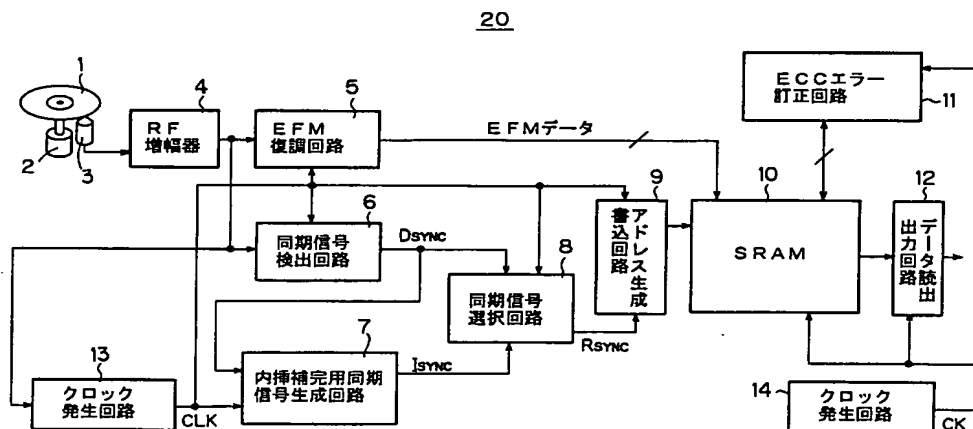 20
1
2
3
4
RF
増幅器
5
EFM
復調回路
EFMデータ
ECCエラー
訂正回路
11
6
同期信号
検出回路
DSYNC
8
同期信号
選択回路
RSYNC
9
アドレス生成
書込回路
10
SRAM
12
データ読出
出力回路
7
内挿補完用同期
信号生成回路
ISYNC
13
クロック
発生回路
CLK
14
クロック
発生回路
CK